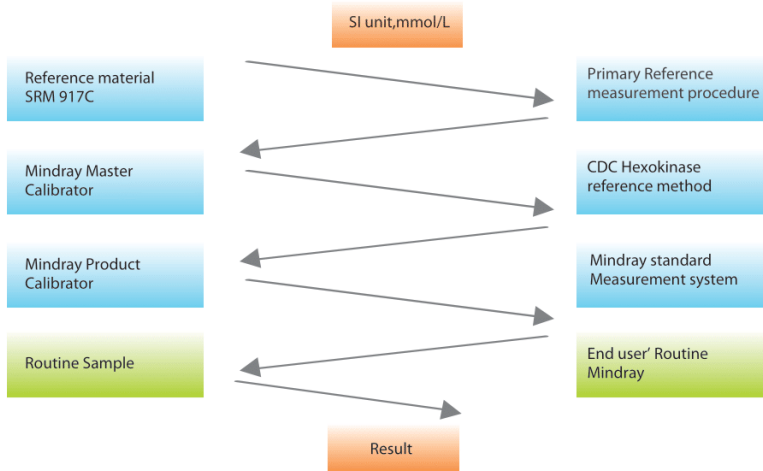 SI unit,mmol/L
Reference material
SRM 917C
Primary Reference
measurement procedure
Mindray Master
Calibrator
CDC Hexokinase
reference method
Mindray Product
Calibrator
Mindray standard
Measurement system
Routine Sample
End user’ Routine
Mindray
Result